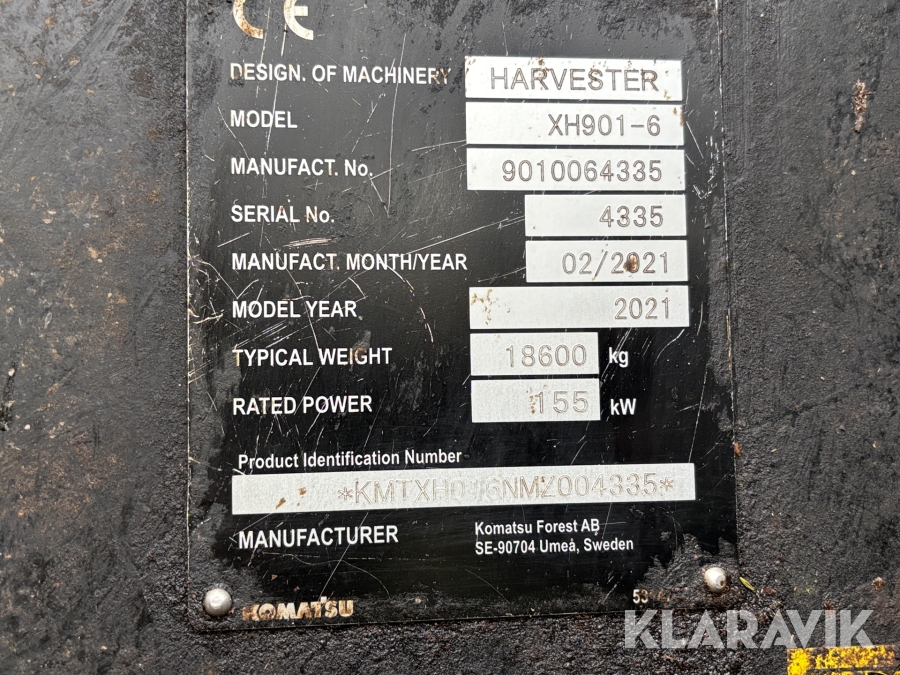 CE
DESIGN. OF MACHINERY HARVESTER
MODEL XH901-6
MANUFACT. No. 9010064335
SERIAL No. 4335
MANUFACT. MONTH/YEAR 02/2021
MODEL YEAR 2021
TYPICAL WEIGHT 18600 kg
RATED POWER 155 kW
Product Identification Number
MANUFACTURER Komatsu Forest AB
SE-90704 Umeå, Sweden
KOMATSU
KLARAVIK